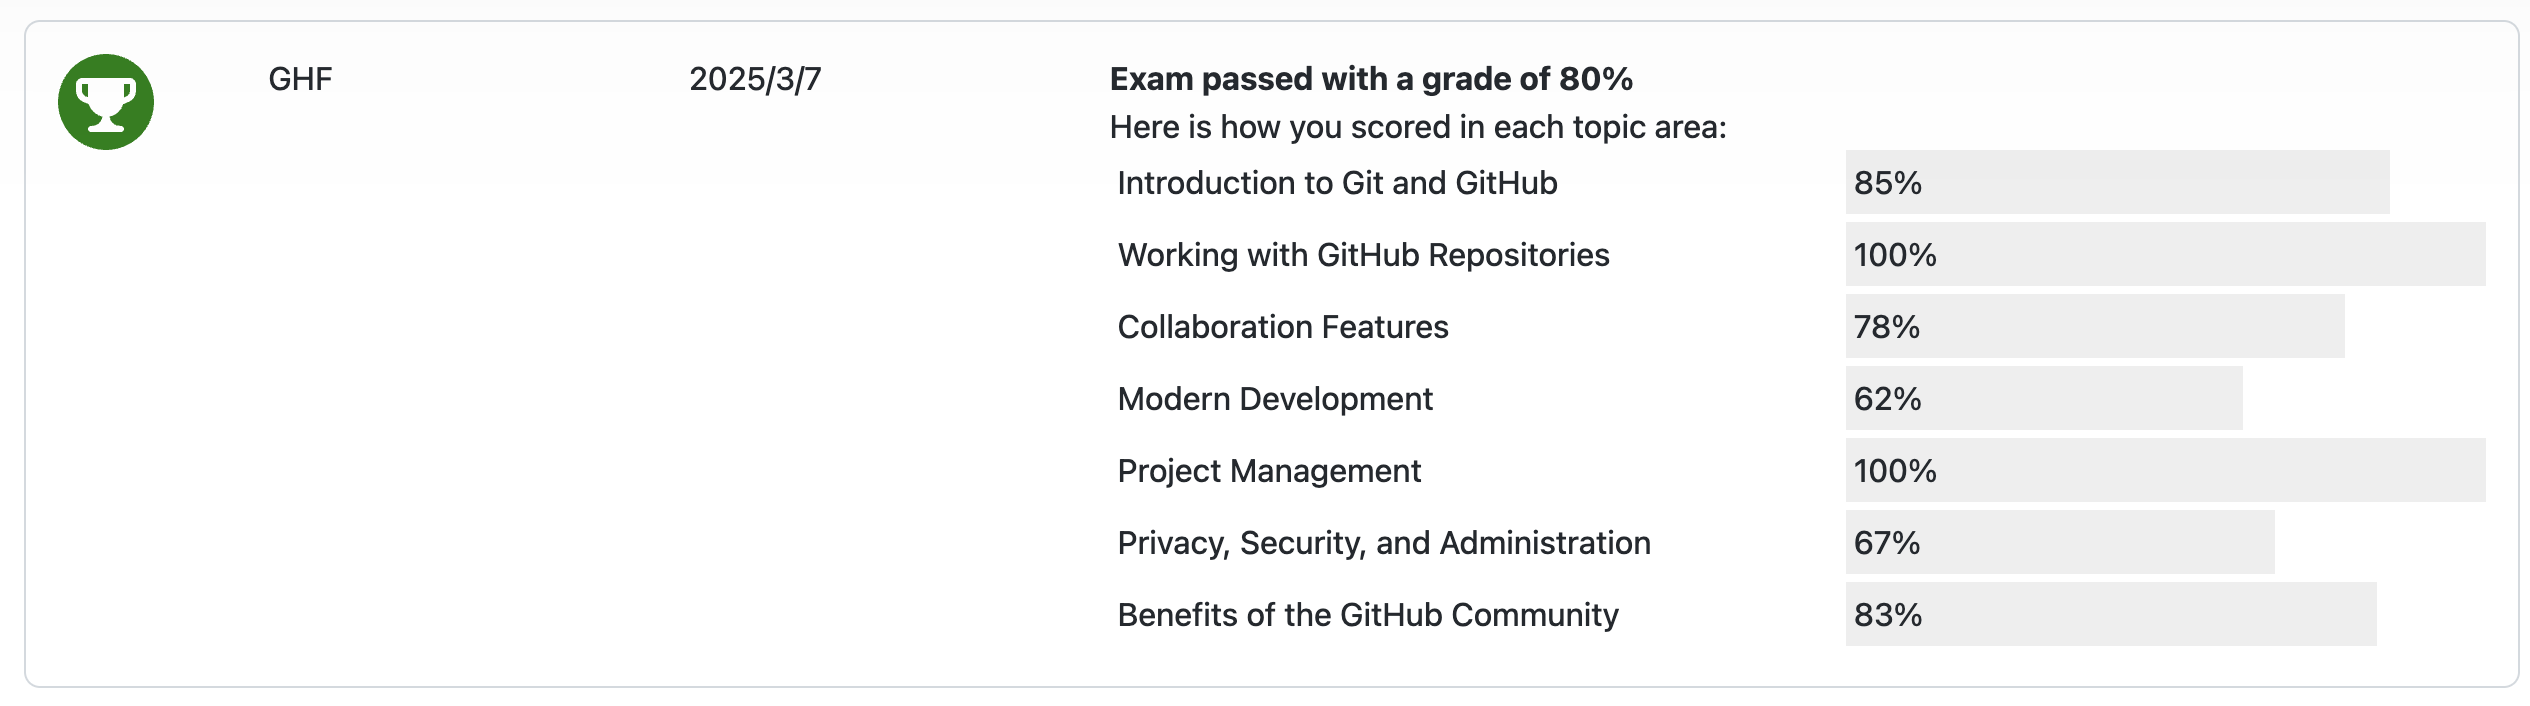 GHF 2025/3/7 Exam passed with a grade of 80%
Here is how you scored in each topic area:
Introduction to Git and GitHub 85%
Working with GitHub Repositories 100%
Collaboration Features 78%
Modern Development 62%
Project Management 100%
Privacy, Security, and Administration 67%
Benefits of the GitHub Community 83%